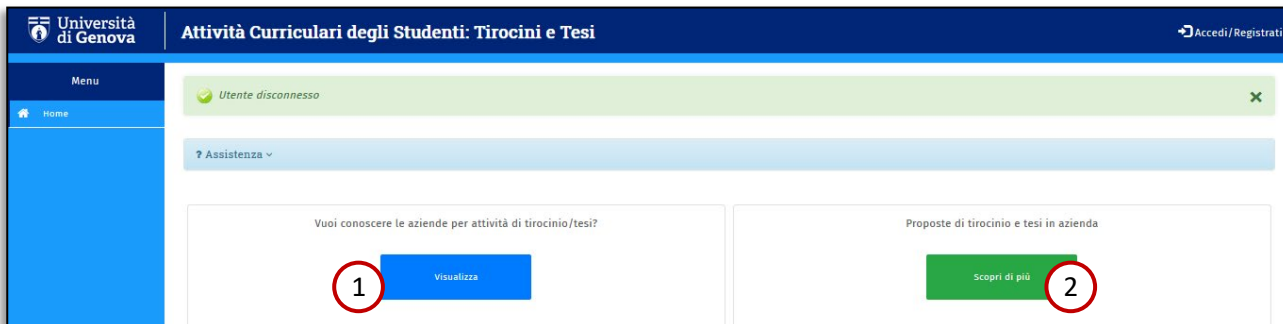 Università
di Genova
Attività Curriculari degli Studenti: Tirocini e Tesi
Accedi/Registrati
Menu
Home
Utente disconnesso
? Assistenza
Vuoi conoscere le aziende per attività di tirocinio/tesi?
Visualizza
1
Proposte di tirocinio e tesi in azienda
Scopri di più
2